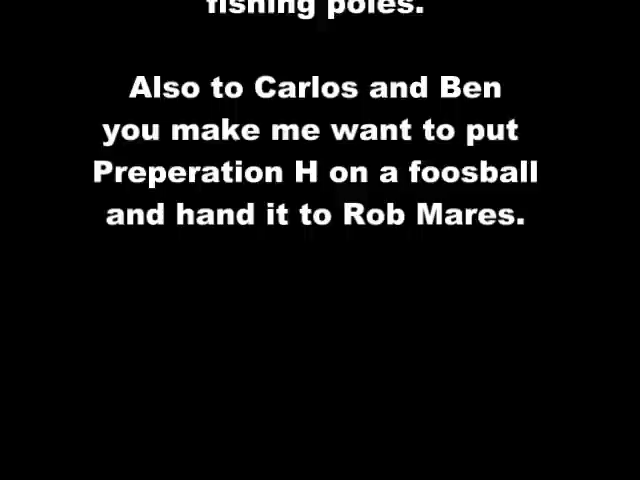 fishing poles.
Also to Carlos and Ben
you make me want to put
Preperation H on a foosball
and hand it to Rob Mares.